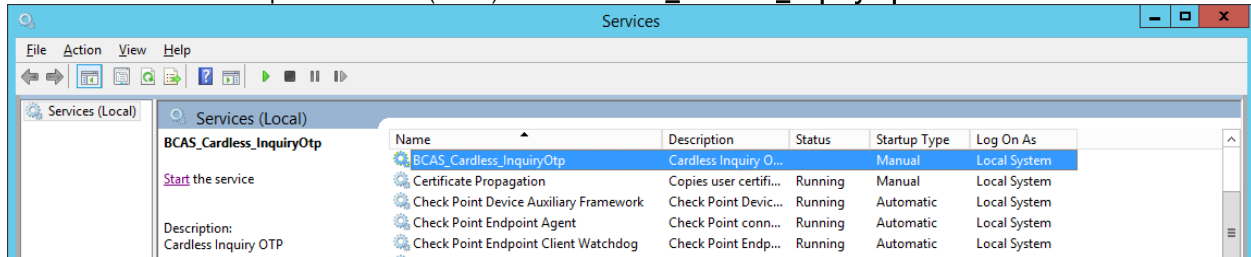 Services
File Action View Help
Services (Local)
Services (Local)
BCAS_Cardless_InquiryOtp
Start the service
Description:
Cardless Inquiry OTP
Name Description Status Startup Type Log On As
BCAS_Cardless_InquiryOtp Cardless Inquiry O... Manual Local System
Certificate Propagation Copies user certifi... Running Manual Local System
Check Point Device Auxiliary Framework Check Point Devic... Running Automatic Local System
Check Point Endpoint Agent Check Point conn... Running Automatic Local System
Check Point Endpoint Client Watchdog Check Point Endp... Running Automatic Local System